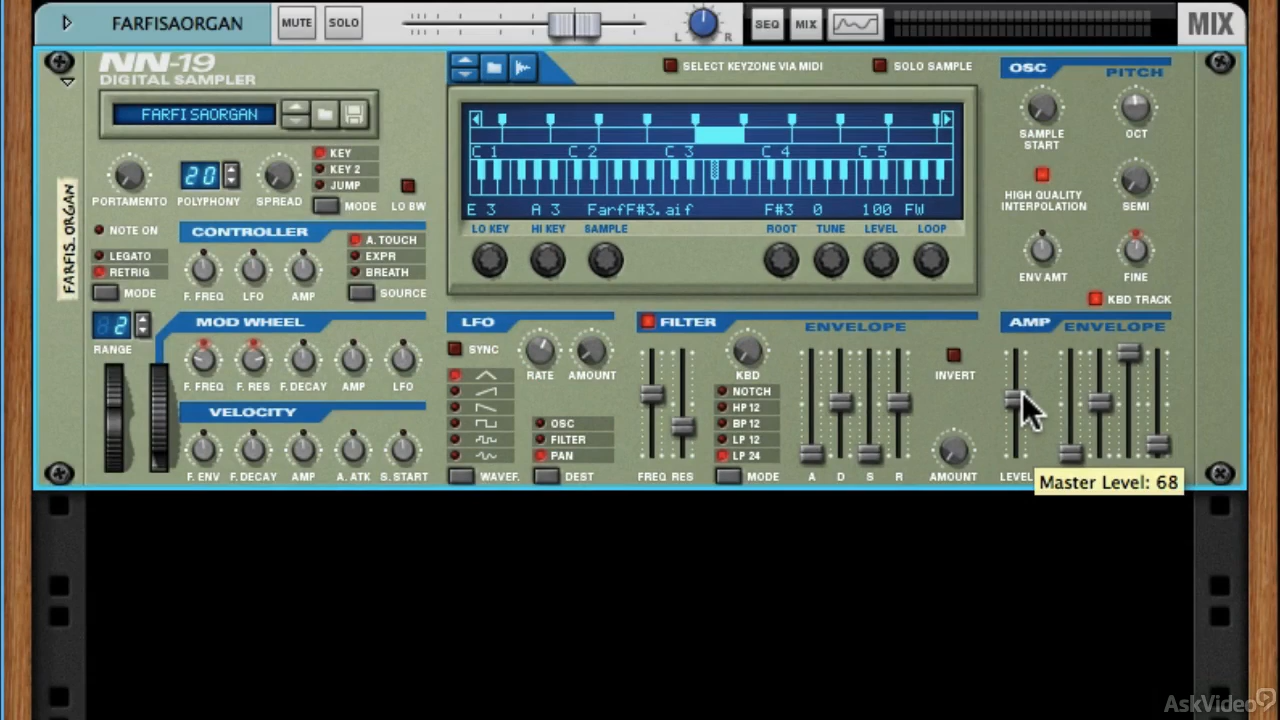 FARFISAORGAN
MUTE SOLO
L R
SEQ MIX
MIX
NN-19
DIGITAL SAMPLER
FARFISAORGAN
SELECT KEYZONE VIA MIDI
SOLO SAMPLE
OSC
PITCH
SAMPLE START
OCT
C 1 C 2 C 3 C 4 C 5
E 3 A 3 FarfF#3.aif F#3 0 100 FW
LO KEY HI KEY SAMPLE ROOT TUNE LEVEL LOOP
PORTAMENTO
20
POLYPHONY
SPREAD
KEY
KEY 2
JUMP
MODE
LO BW
HIGH QUALITY INTERPOLATION
SEMI
FARFIS. ORGAN
NOTE ON
LEGATO
RETRIG
MODE
CONTROLLER
F. FREQ LFO AMP
A. TOUCH
EXPR
BREATH
SOURCE
ENV AMT
FINE
KBD TRACK
2
RANGE
MOD WHEEL
F. FREQ F. RES F. DECAY AMP LFO
VELOCITY
F. ENV F. DECAY AMP A. ATK S. START
LFO
SYNC
RATE AMOUNT
OSC
FILTER
PAN
WAVEF. DEST
FILTER
ENVELOPE
KBD
NOTCH
HP 12
BP 12
LP 12
LP 24
FREQ RES MODE
A D S R
INVERT
AMOUNT
AMP
ENVELOPE
LEVEL
Master Level: 68
AskVideo